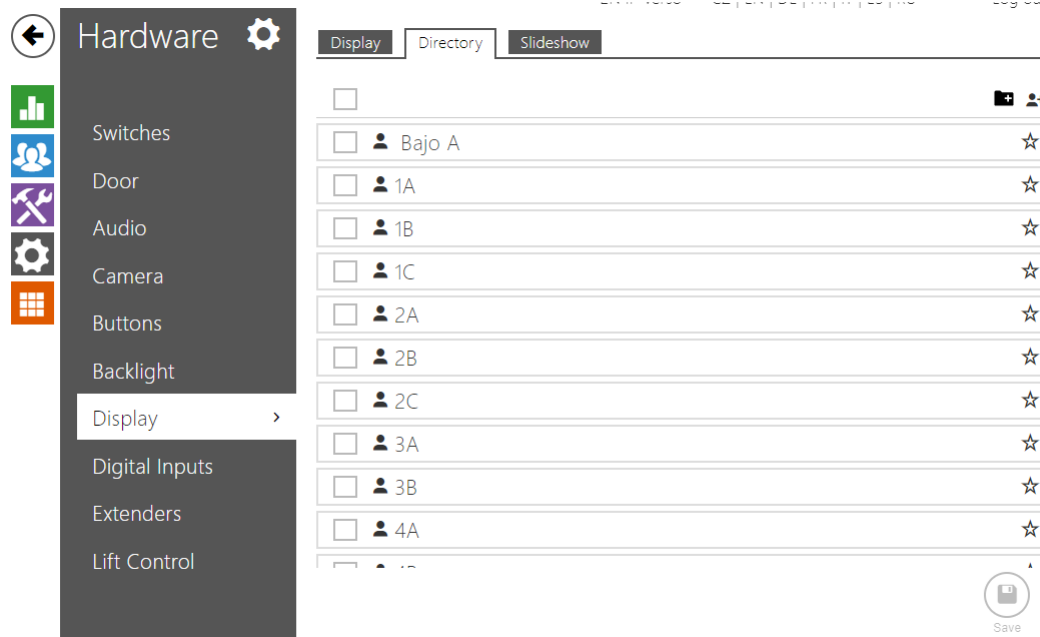 Hardware
Display
Directory
Slideshow
Switches
Door
Audio
Camera
Buttons
Backlight
Display
Digital Inputs
Extenders
Lift Control
Bajo A
1A
1B
1C
2A
2B
2C
3A
3B
4A
Save